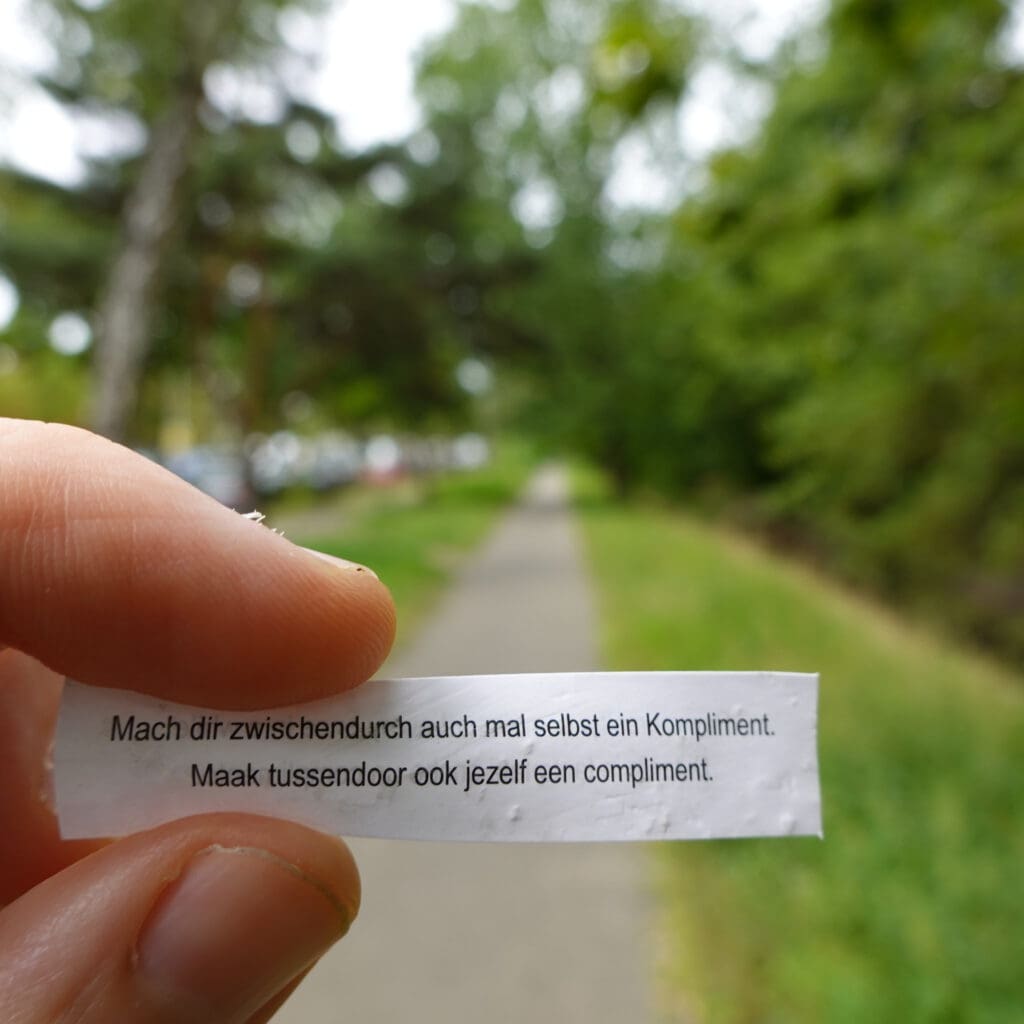 Mach dir zwischendurch auch mal selbst ein Kompliment.
Maak tussendoor ook jezelf een compliment.